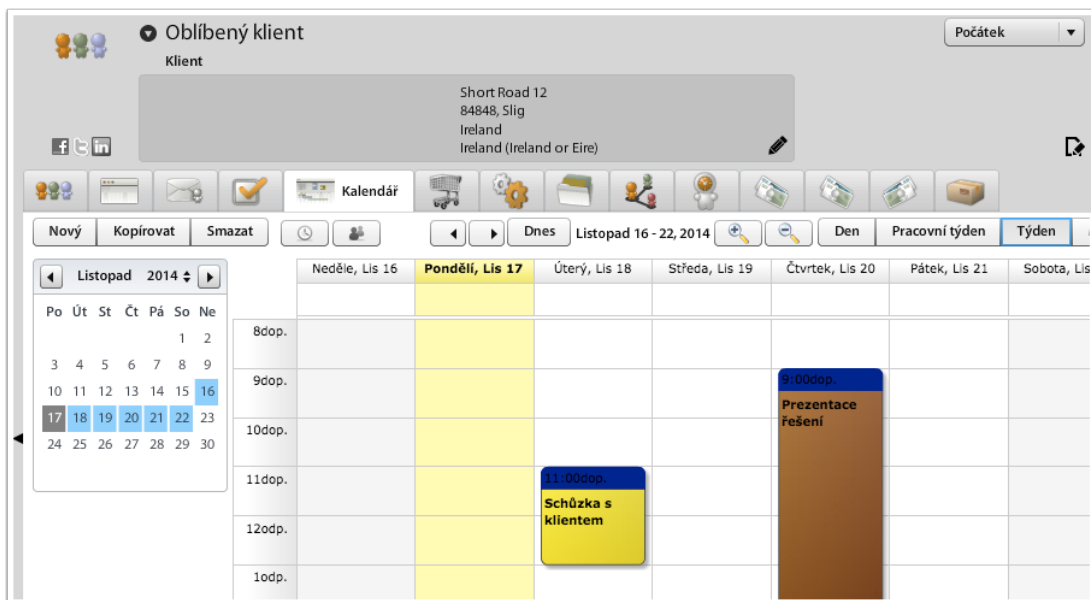 Oblíbený klient
Počátek
Klient
Short Road 12
84848, Slig
Ireland
Ireland (Ireland or Eire)
Kalendář
Nový Kopírovat Smazat Dnes Listopad 16 - 22, 2014 Den Pracovní týden Týden
Listopad 2014
Po Út St Čt Pá So Ne
1 2
3 4 5 6 7 8 9
10 11 12 13 14 15 16
17 18 19 20 21 22 23
24 25 26 27 28 29 30
Neděle, Lis 16 Pondělí, Lis 17 Úterý, Lis 18 Středa, Lis 19 Čtvrtek, Lis 20 Pátek, Lis 21 Sobota, Lis
8dop.
9dop.
9:00dop.
Prezentace
řešení
10dop.
11dop.
11:00dop.
Schůzka s
klientem
12odp.
1odp.